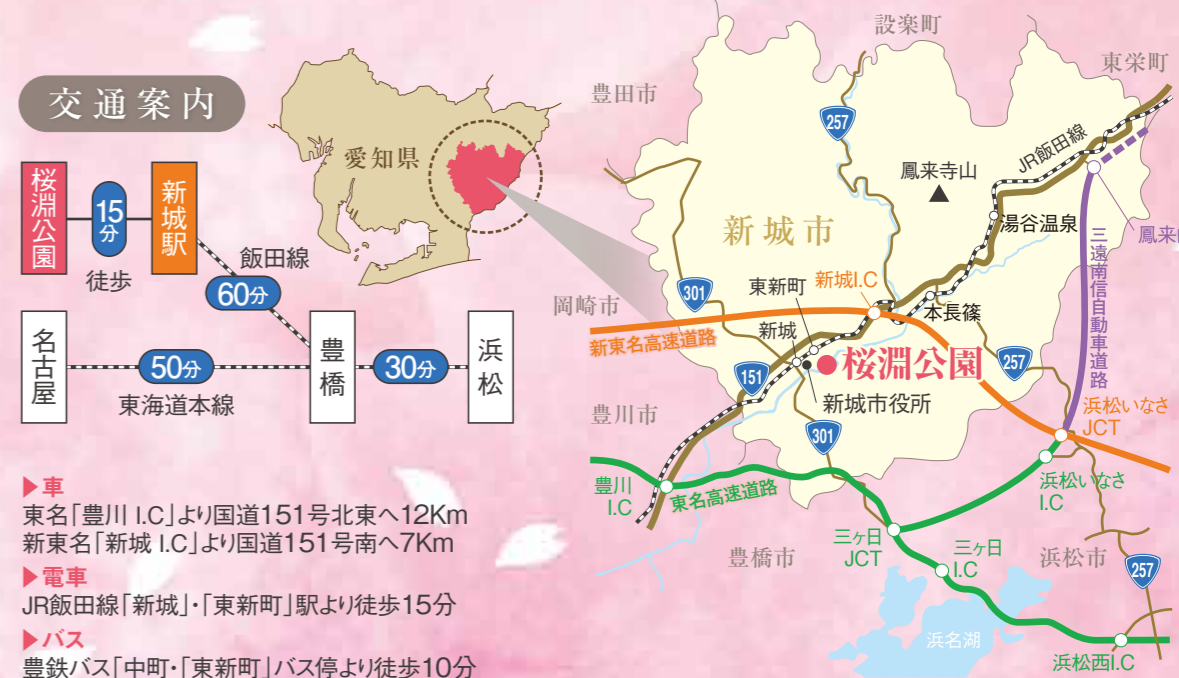 交通案内
愛知県
桜淵公園
15分
徒歩
新城駅
飯田線
60分
名古屋
50分
東海道本線
豊橋
30分
浜松
▶車
東名「豊川 I.C」より国道151号北東へ12Km
新東名「新城 I.C」より国道151号南へ7Km
▶電車
JR飯田線「新城」・「東新町」駅より徒歩15分
▶バス
豊鉄バス「中町・「東新町」バス停より徒歩10分
設楽町
東栄町
豊田市
257
JR飯田線
鳳来寺山
湯谷温泉
鳳来
三遠南信自動車道路
新城市
301
東新町
新城I.C
本長篠
岡崎市
新東名高速道路
新城
桜淵公園
257
151
新城市役所
浜松いなさ
JCT
豊川市
301
豊川
I.C
東名高速道路
浜松いなさ
I.C
三ヶ日
JCT
三ヶ日
I.C
豊橋市
浜松市
257
浜名湖
浜松西I.C